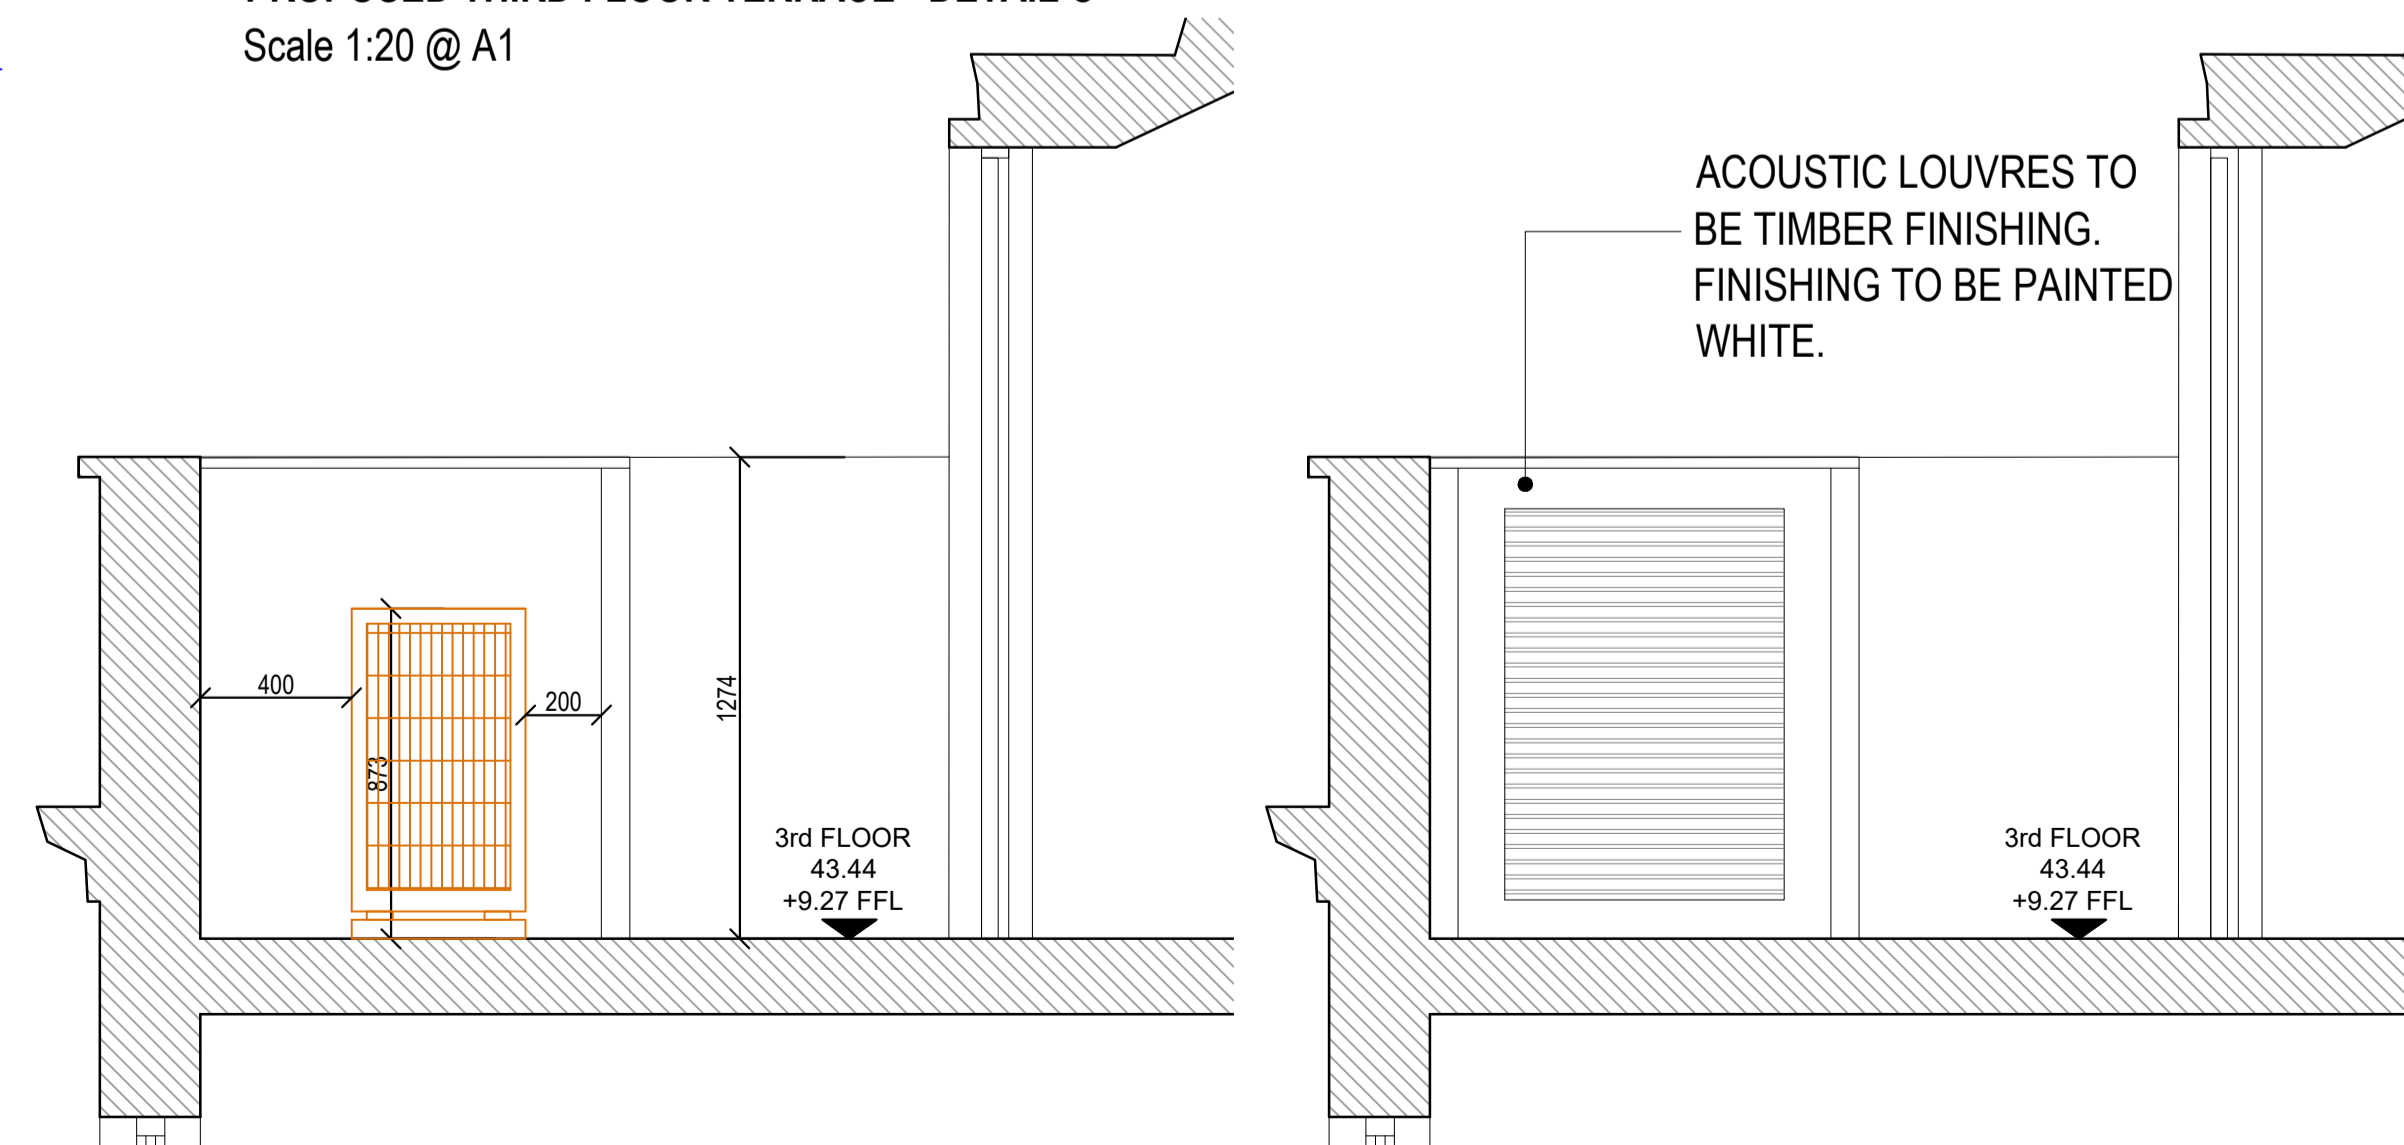 Scale 1:20 @ A1
400
873
200
1274
3rd FLOOR
43.44
+9.27 FFL
ACOUSTIC LOUVRES TO
BE TIMBER FINISHING.
FINISHING TO BE PAINTED
WHITE.
3rd FLOOR
43.44
+9.27 FFL